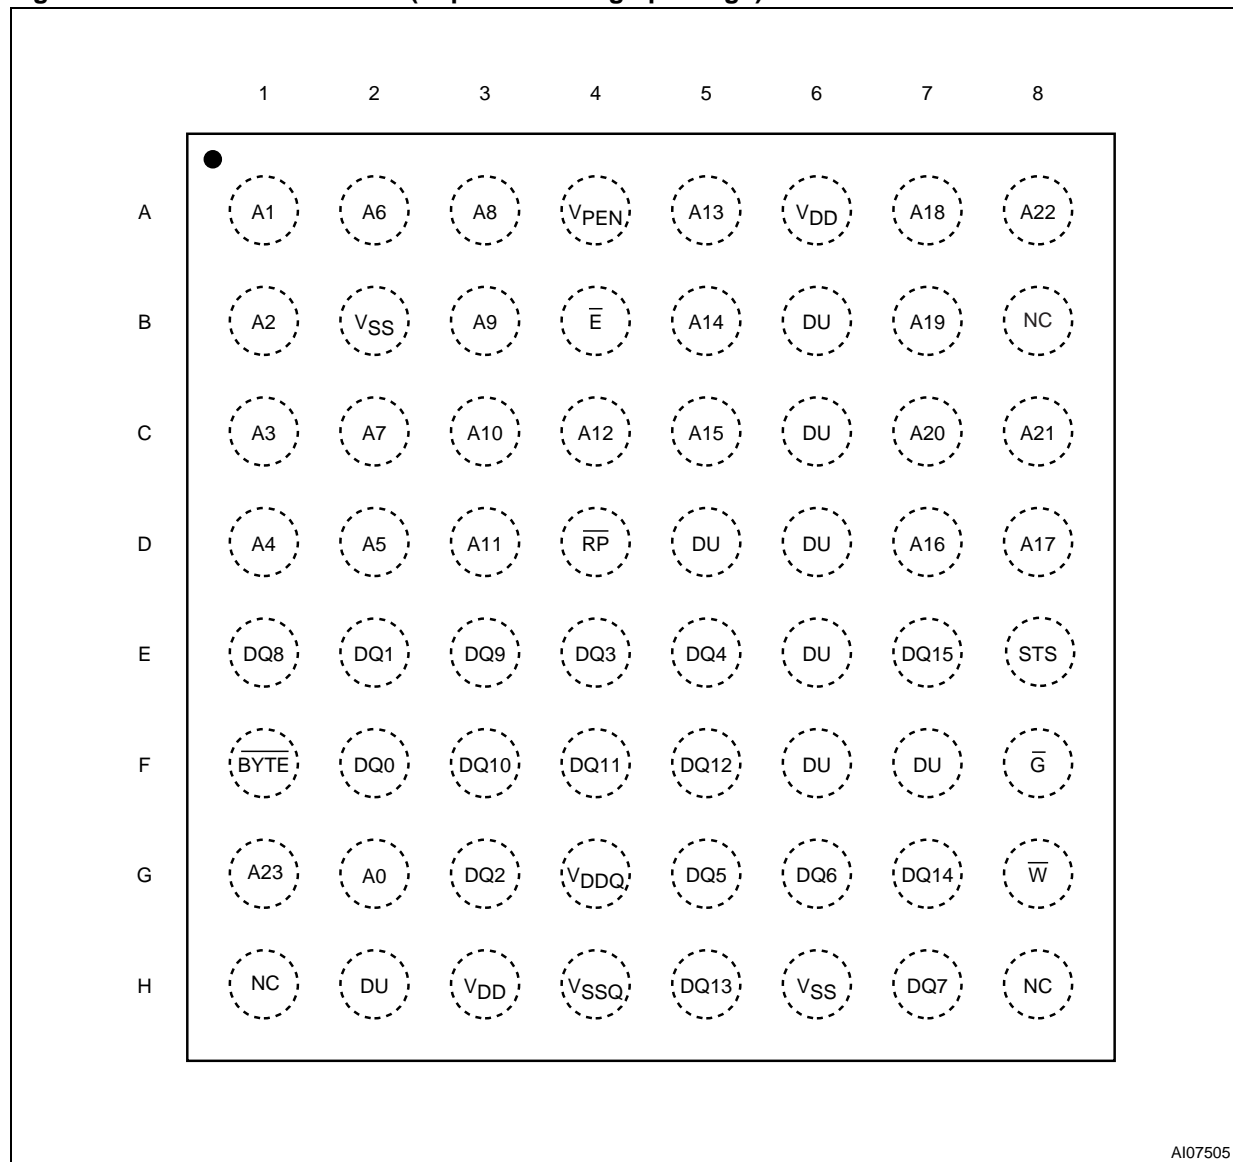 1 2 3 4 5 6 7 8
A A1 A6 A8 VPEN A13 VDD A18 A22
B A2 VSS A9 E̅ A14 DU A19 NC
C A3 A7 A10 A12 A15 DU A20 A21
D A4 A5 A11 R̅P̅ DU DU A16 A17
E DQ8 DQ1 DQ9 DQ3 DQ4 DU DQ15 STS
F B̅Y̅T̅E̅ DQ0 DQ10 DQ11 DQ12 DU DU G̅
G A23 A0 DQ2 VDDQ DQ5 DQ6 DQ14 W̅
H NC DU VDD VSSQ DQ13 VSS DQ7 NC
AI07505